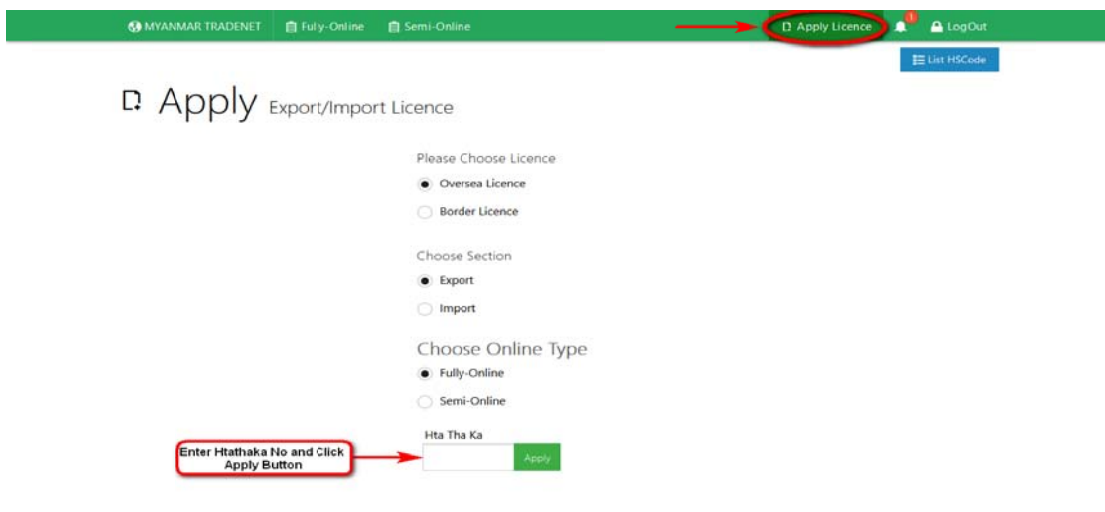 MYANMAR TRADENET Fuly-Online Semi-Online Apply Licence 1 LogOut
List HSCode
Apply Export/Import Licence
Please Choose Licence
Oversea Licence
Border Licence
Choose Section
Export
Import
Choose Online Type
Fully-Online
Semi-Online
Hta Tha Ka
Enter Htathaka No and Click
Apply Button
Apply